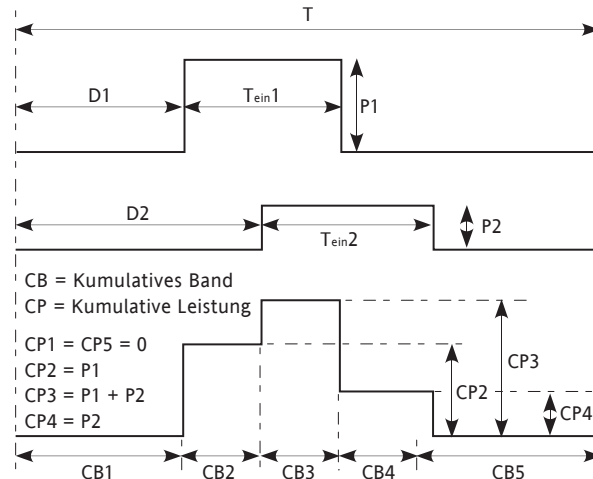 T
D1
Tein1
P1
D2
Tein2
P2
CB = Kumulatives Band
CP = Kumulative Leistung
CP1 = CP5 = 0
CP2 = P1
CP3 = P1 + P2
CP4 = P2
CP2
CP3
CP4
CB1
CB2
CB3
CB4
CB5